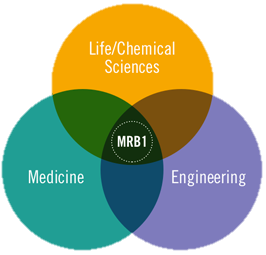 Life/Chemical
Sciences
MRB1
Medicine
Engineering